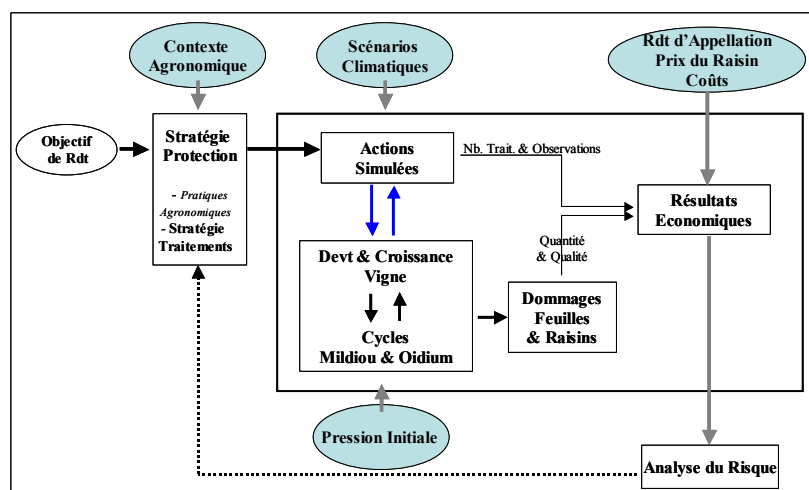 Contexte
Agronomique
Scénarios
Climatiques
Rdt d’Appellation
Prix du Raisin
Coûts
Objectif
de Rdt
Stratégie
Protection
- Pratiques
Agronomiques
- Stratégie
Traitements
Actions
Simulées
Nb. Trait. & Observations
Résultats
Economiques
Quantité
& Qualité
Devt & Croissance
Vigne
Cycles
Mildiou & Oidium
Dommages
Feuilles
& Raisins
Pression Initiale
Analyse du Risque